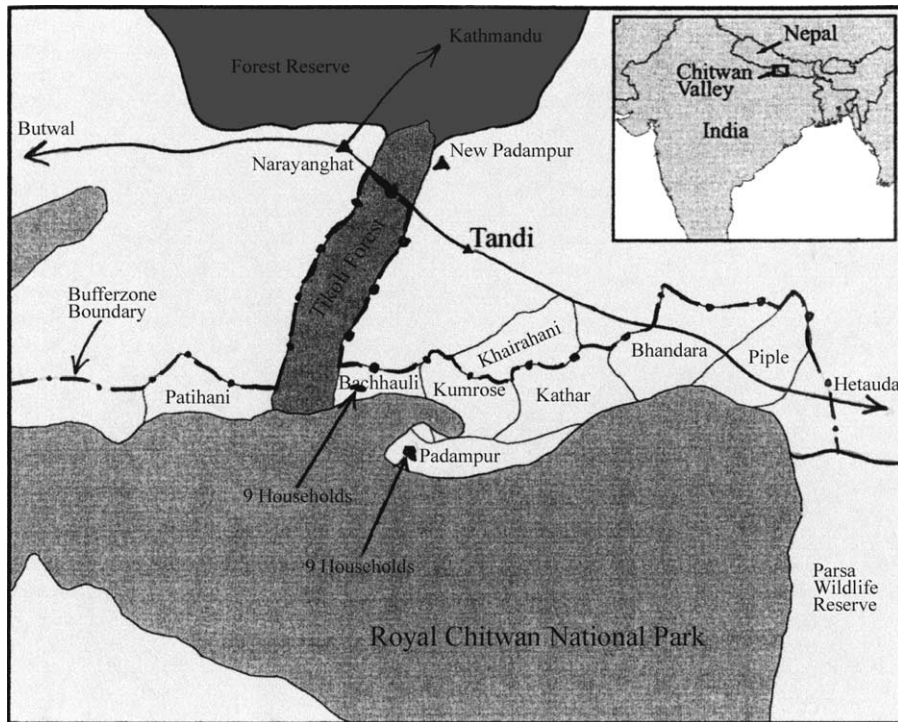 Kathmandu
Forest Reserve
Nepal
Chitwan
Valley
India
Butwal
Narayanghat
New Padampur
Tandi
Tikoli Forest
Bufferzone
Boundary
Khairahani
Bhandara
Piple
Hetauda
Bachhauli
Patihani
Kumrose
Kathar
Padampur
9 Households
9 Households
Parsa
Wildlife
Reserve
Royal Chitwan National Park